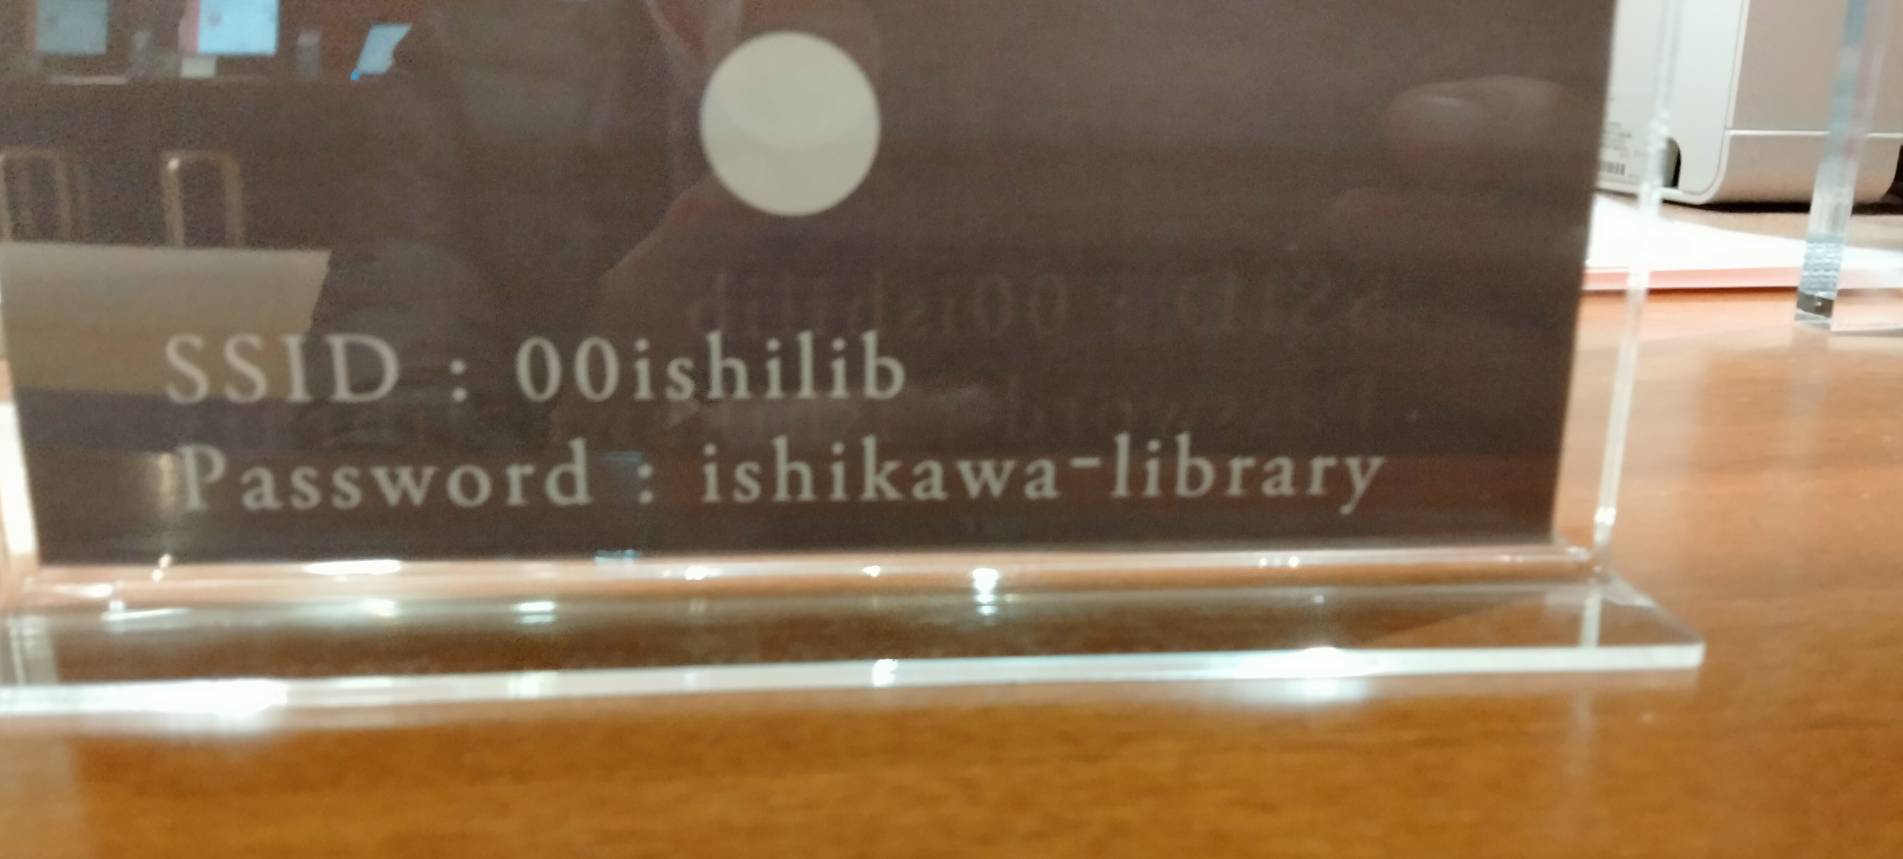 SSID : 00ishilib
Password : ishikawa-library